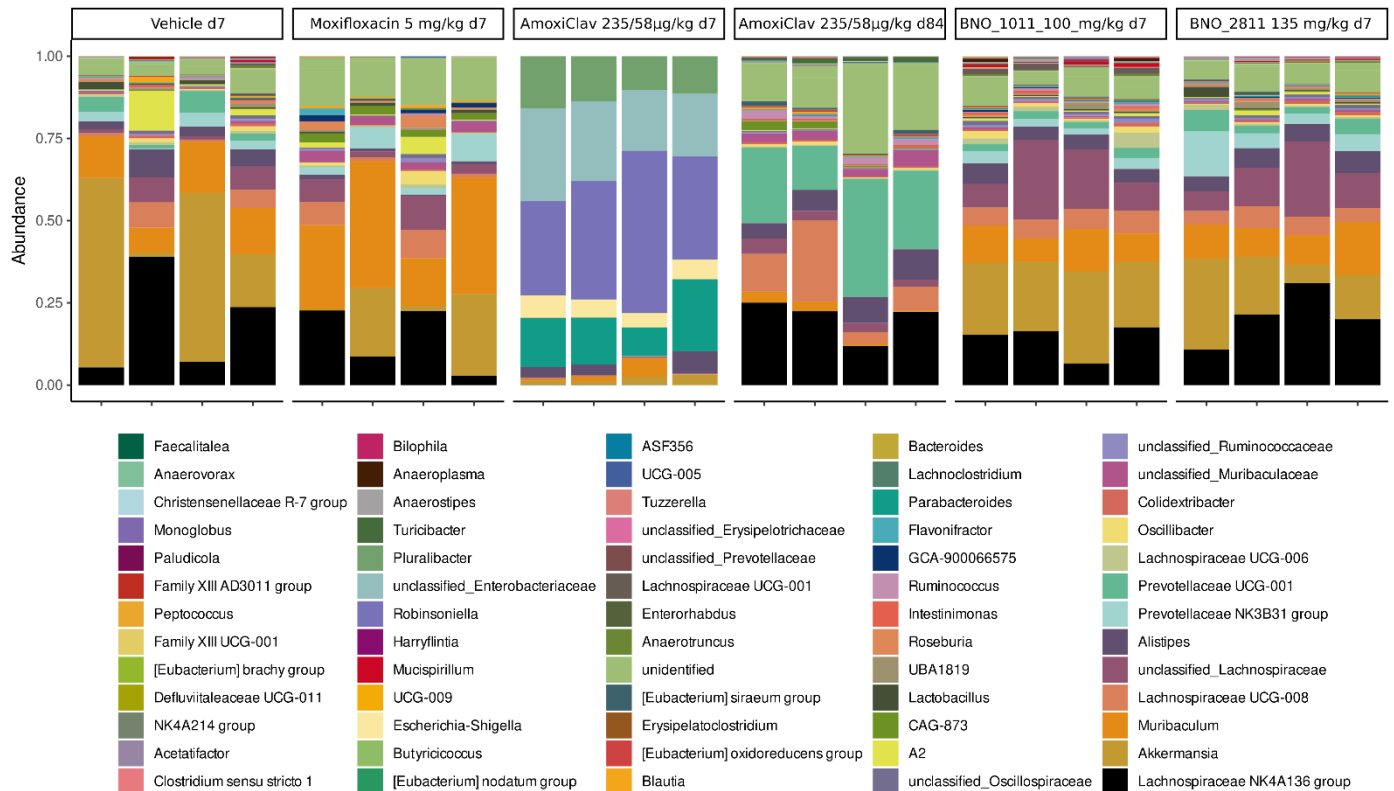 Vehicle d7
Moxifloxacin 5 mg/kg d7
AmoxiClav 235/58µg/kg d7
AmoxiClav 235/58µg/kg d84
BNO_1011_100_mg/kg d7
BNO_2811 135 mg/kg d7
Abundance
1.00
0.75
0.50
0.25
0.00
Faecalitalea
Anaerovorax
Christensenellaceae R-7 group
Monoglobus
Paludicola
Family XIII AD3011 group
Peptococcus
Family XIII UCG-001
[Eubacterium] brachy group
Defluviitaleaceae UCG-011
NK4A214 group
Acetatifactor
Clostridium sensu stricto 1
Bilophila
Anaeroplasma
Anaerostipes
Turicibacter
Pluralibacter
unclassified_Enterobacteriaceae
Robinsoniella
Harryflintia
Mucispirillum
UCG-009
Escherichia-Shigella
Butyricicoccus
[Eubacterium] nodatum group
ASF356
UCG-005
Tuzzerella
unclassified_Erysipelotrichaceae
unclassified_Prevotellaceae
Lachnospiraceae UCG-001
Enterorhabdus
Anaerotruncus
unidentified
[Eubacterium] siraeum group
Erysipelatoclostridium
[Eubacterium] oxidoreducens group
Blautia
Bacteroides
Lachnoclostridium
Parabacteroides
Flavonifractor
GCA-900066575
Ruminococcus
Intestinimonas
Roseburia
UBA1819
Lactobacillus
CAG-873
A2
unclassified_Oscillospiraceae
unclassified_Ruminococcaceae
unclassified_Muribaculaceae
Colidextribacter
Oscillibacter
Lachnospiraceae UCG-006
Prevotellaceae UCG-001
Prevotellaceae NK3B31 group
Alistipes
unclassified_Lachnospiraceae
Lachnospiraceae UCG-008
Muribaculum
Akkermansia
Lachnospiraceae NK4A136 group